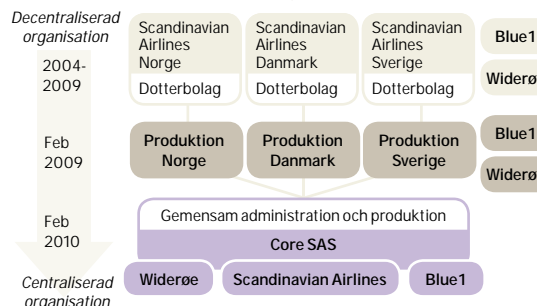 Decentraliserad
organisation
2004-
2009
Scandinavian
Airlines
Norge
Dotterbolag
Scandinavian
Airlines
Danmark
Dotterbolag
Scandinavian
Airlines
Sverige
Dotterbolag
Blue1
Widerø
Feb
2009
Produktion
Norge
Produktion
Danmark
Produktion
Sverige
Blue1
Widerø
Feb
2010
Gemensam administration och produktion
Core SAS
Widerøe
Scandinavian Airlines
Blue1
Centraliserad
organisation